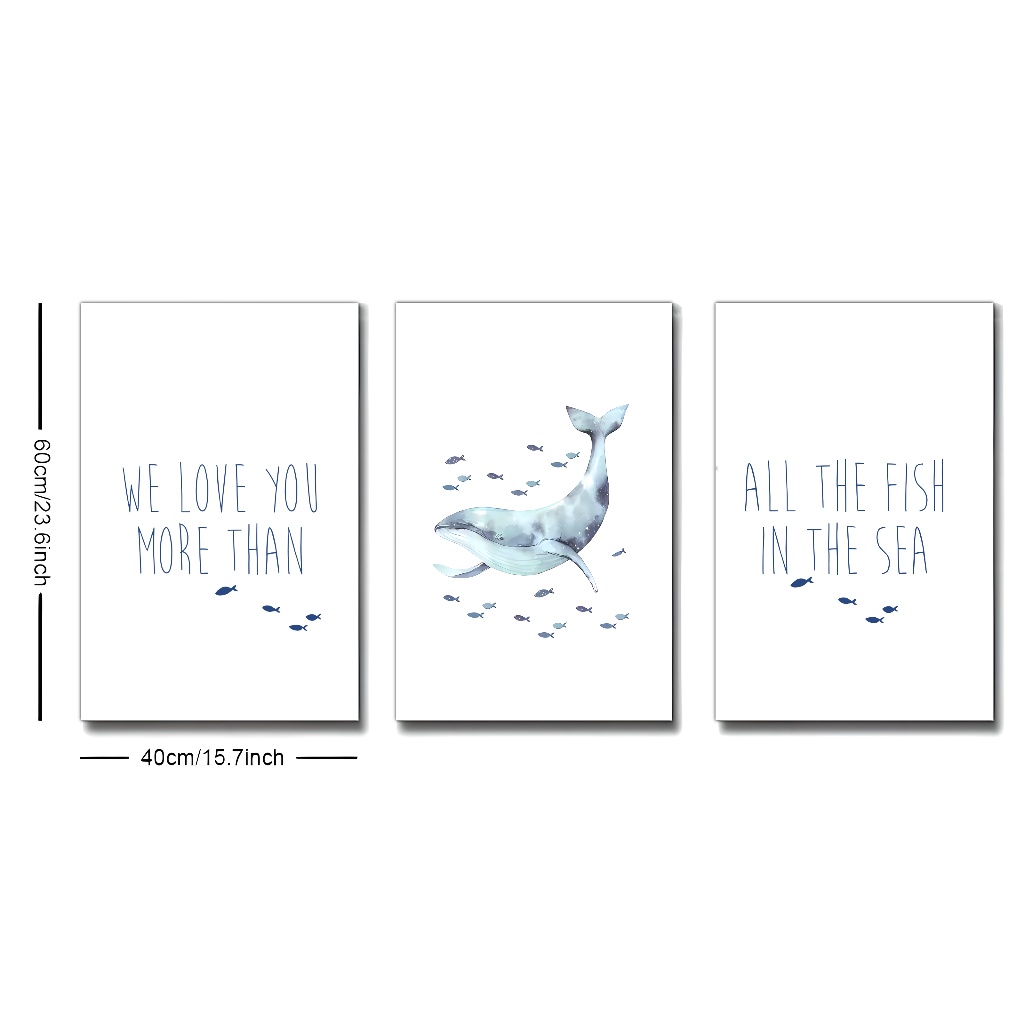 WE LOVE YOU
MORE THAN
ALL THE FISH
IN THE SEA
60cm/23.6inch
40cm/15.7inch